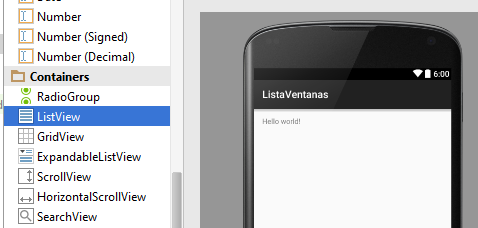 Number
Number (Signed)
Number (Decimal)
Containers
RadioGroup
ListView
GridView
ExpandableListView
ScrollView
HorizontalScrollView
SearchView
6:00
ListaVentanas
Hello world!